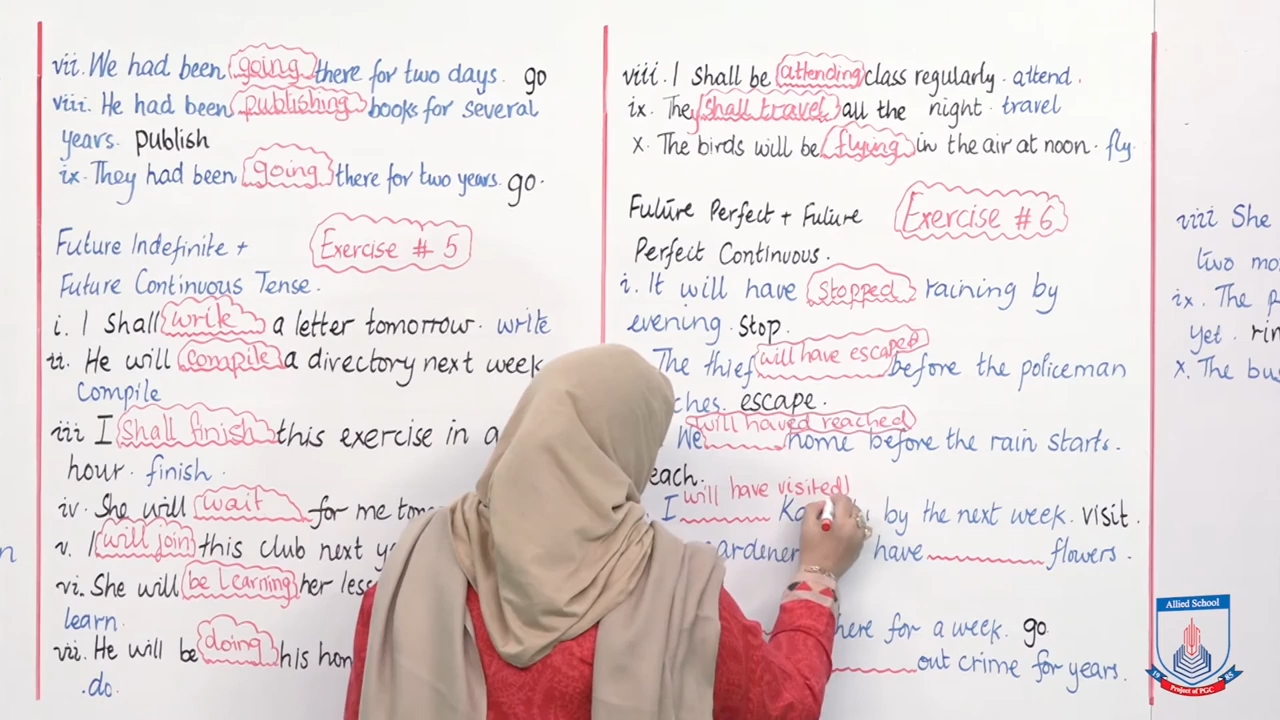 vii. We had been going there for two days. go
viii. He had been publishing books for several
years. publish
ix. They had been going there for two years. go.
Future Indefinite + Exercise # 5
Future Continuous Tense.
i. I Shall write a letter tomorrow. write
ii. He will compile a directory next week
Compile
iii I shall finish this exercise in a
hour. finish.
iv. She will wait for me
v. I will join this club next
vi. She will be Learning her
learn.
vii. He will be doing his
.do.
viii. I shall be attending class regularly. attend.
ix. They shall travel all the night. travel
x. The birds will be flying in the air at noon. fly.
Future Perfect + Future Exercise # 6
Perfect Continuous.
i. It will have stopped raining by
evening. stop.
The thief will have escaped before the policeman
escape.
We will haved reached home before the rain starts.
will have visited
I by the next week. visit.
have flowers.
for a week. go
out crime for years.
viii She
two
ix. The
yet.
x. The
Allied School
1985
Project of PGC